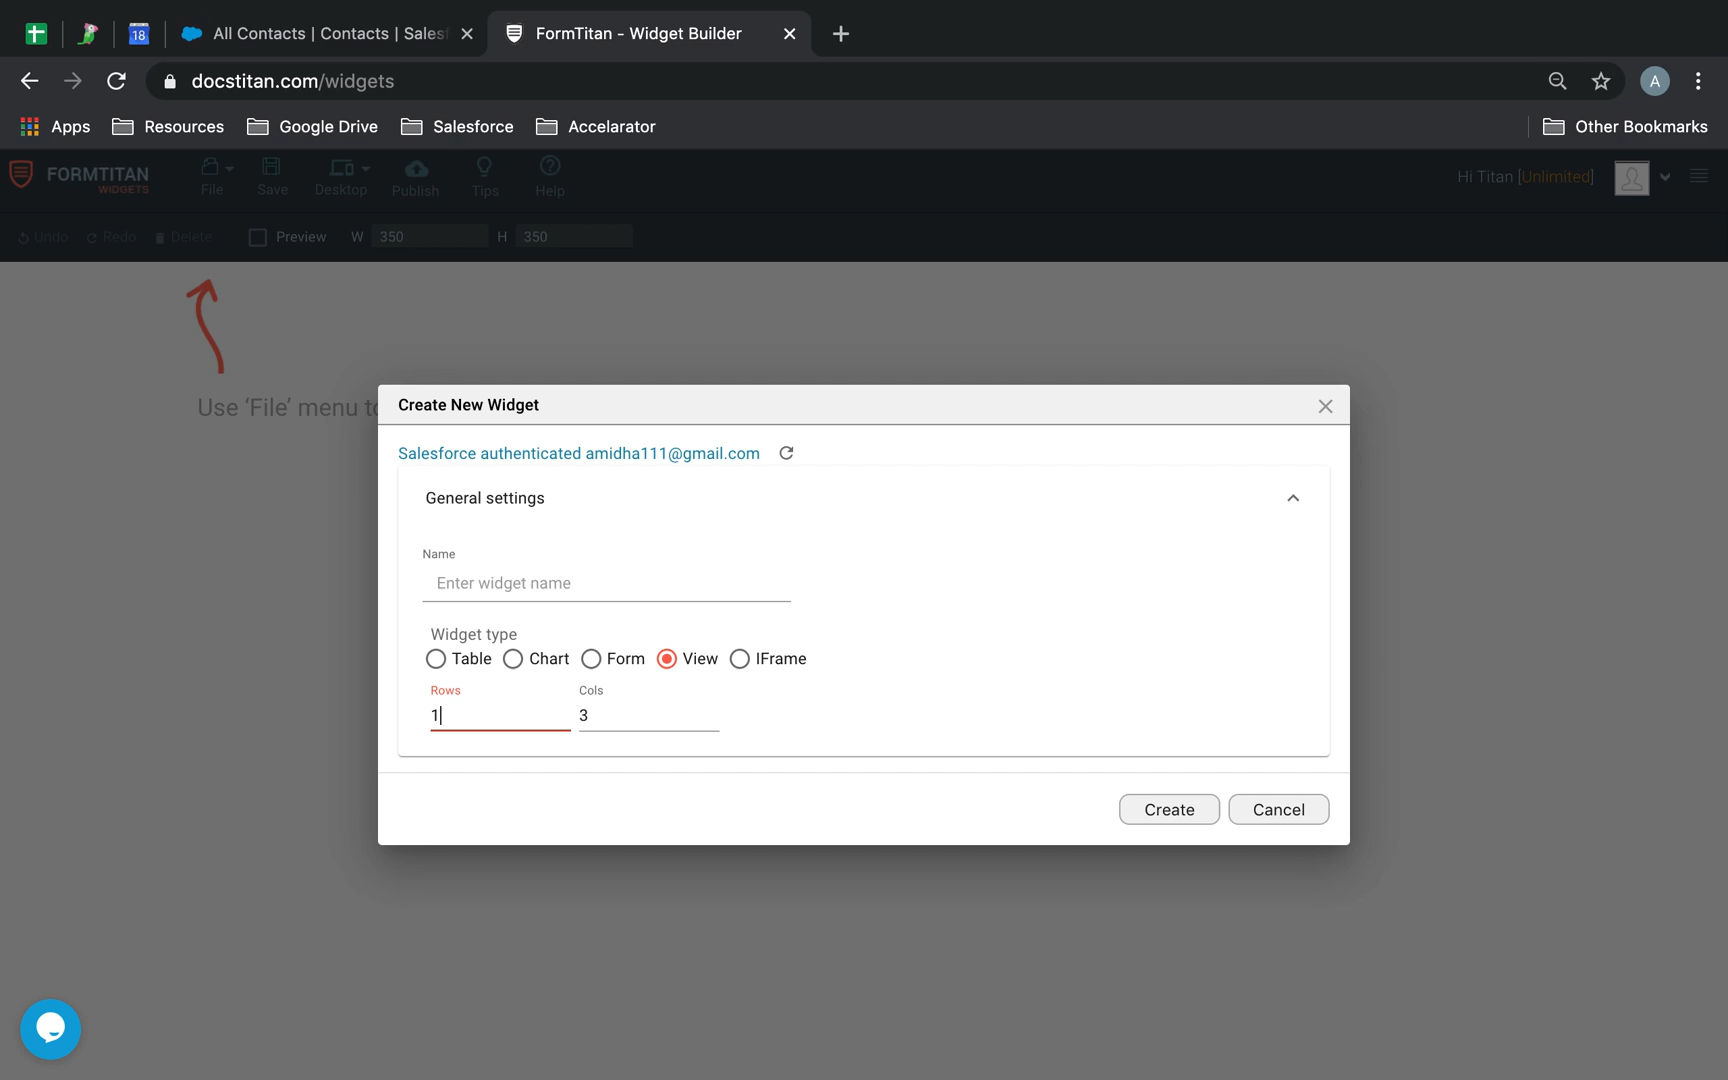 18
All Contacts | Contacts | Sales
FormTitan - Widget Builder
docstitan.com/widgets
A
Apps Resources Google Drive Salesforce Accelarator Other Bookmarks
FORMTITAN
WIDGETS
File Save Desktop Publish Tips Help
Hi Titan [Unlimited]
Undo Redo Delete Preview W 350 H 350
Use ‘File’ menu to
Create New Widget
Salesforce authenticated amidha111@gmail.com
General settings
Name
Enter widget name
Widget type
Table Chart Form View IFrame
Rows Cols
1 3
Create Cancel